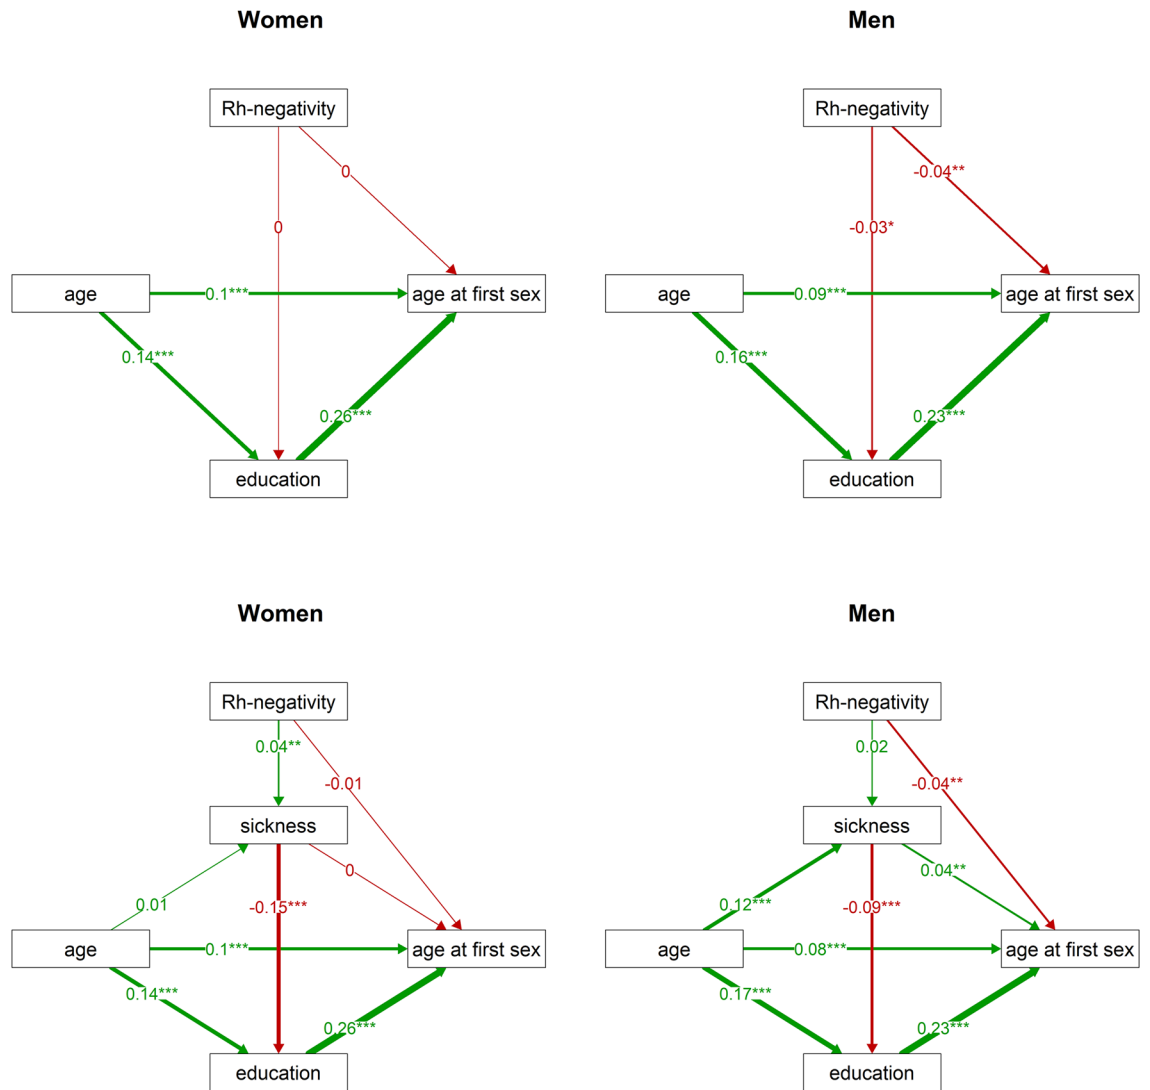 Women
Men
Rh-negativity
Rh-negativity
0
-0.04**
0
-0.03*
age
0.1***
age at first sex
age
0.09***
age at first sex
0.14***
0.16***
0.26***
0.23***
education
education
Women
Men
Rh-negativity
Rh-negativity
0.04**
0.02
-0.01
-0.04**
sickness
sickness
0
0.04**
0.01
-0.15***
0.12***
-0.09***
age
0.1***
age at first sex
age
0.08***
age at first sex
0.14***
0.17***
0.26***
0.23***
education
education